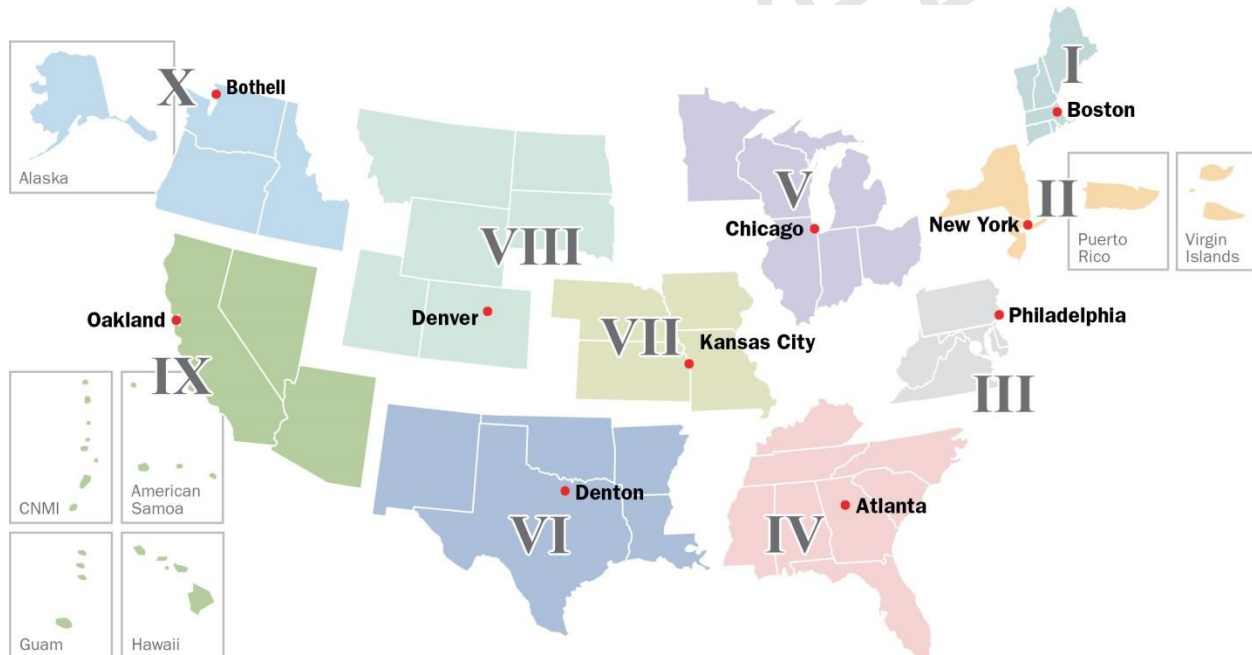 I
Boston
X
Bothell
Alaska
V
Chicago
II
New York
Puerto
Rico
Virgin
Islands
VIII
Denver
Oakland
IX
VII
Kansas City
Philadelphia
III
CNMI
American
Samoa
Denton
VI
Atlanta
IV
Guam
Hawaii